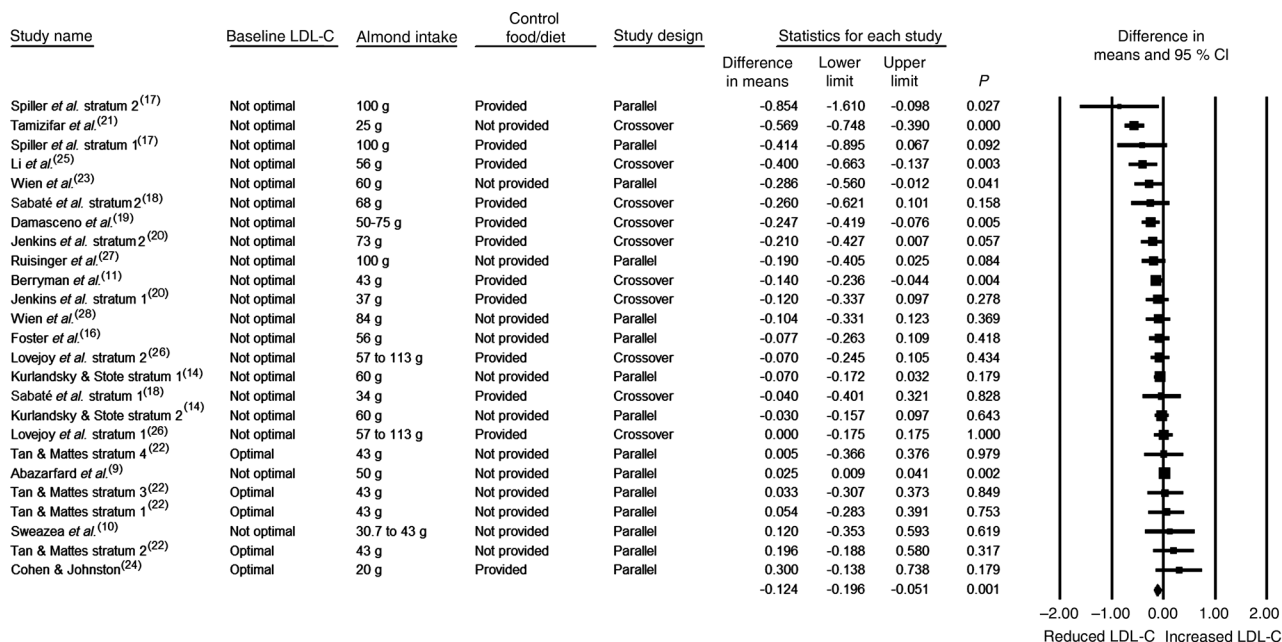 Study name Baseline LDL-C Almond intake Control food/diet Study design Statistics for each study Difference in means and 95 % CI
Difference in means Lower limit Upper limit P
Spiller et al. stratum 2(17) Not optimal 100 g Provided Parallel -0.854 -1.610 -0.098 0.027
Tamizifar et al.(21) Not optimal 25 g Not provided Crossover -0.569 -0.748 -0.390 0.000
Spiller et al. stratum 1(17) Not optimal 100 g Provided Parallel -0.414 -0.895 0.067 0.092
Li et al.(25) Not optimal 56 g Provided Crossover -0.400 -0.663 -0.137 0.003
Wien et al.(23) Not optimal 60 g Not provided Parallel -0.286 -0.560 -0.012 0.041
Sabaté et al. stratum2(18) Not optimal 68 g Provided Crossover -0.260 -0.621 0.101 0.158
Damasceno et al.(19) Not optimal 50-75 g Provided Crossover -0.247 -0.419 -0.076 0.005
Jenkins et al. stratum2(20) Not optimal 73 g Provided Crossover -0.210 -0.427 0.007 0.057
Ruisinger et al.(27) Not optimal 100 g Not provided Parallel -0.190 -0.405 0.025 0.084
Berryman et al.(11) Not optimal 43 g Provided Crossover -0.140 -0.236 -0.044 0.004
Jenkins et al. stratum 1(20) Not optimal 37 g Provided Crossover -0.120 -0.337 0.097 0.278
Wien et al.(28) Not optimal 84 g Not provided Parallel -0.104 -0.331 0.123 0.369
Foster et al.(16) Not optimal 56 g Not provided Parallel -0.077 -0.263 0.109 0.418
Lovejoy et al. stratum 2(26) Not optimal 57 to 113 g Provided Crossover -0.070 -0.245 0.105 0.434
Kurlandsky & Stote stratum 1(14) Not optimal 60 g Not provided Parallel -0.070 -0.172 0.032 0.179
Sabaté et al. stratum 1(18) Not optimal 34 g Provided Crossover -0.040 -0.401 0.321 0.828
Kurlandsky & Stote stratum 2(14) Not optimal 60 g Not provided Parallel -0.030 -0.157 0.097 0.643
Lovejoy et al. stratum 1(26) Not optimal 57 to 113 g Provided Crossover 0.000 -0.175 0.175 1.000
Tan & Mattes stratum 4(22) Optimal 43 g Not provided Parallel 0.005 -0.366 0.376 0.979
Abazarfard et al.(9) Not optimal 50 g Not provided Parallel 0.025 0.009 0.041 0.002
Tan & Mattes stratum 3(22) Optimal 43 g Not provided Parallel 0.033 -0.307 0.373 0.849
Tan & Mattes stratum 1(22) Optimal 43 g Not provided Parallel 0.054 -0.283 0.391 0.753
Sweazea et al.(10) Not optimal 30.7 to 43 g Not provided Parallel 0.120 -0.353 0.593 0.619
Tan & Mattes stratum 2(22) Optimal 43 g Not provided Parallel 0.196 -0.188 0.580 0.317
Cohen & Johnston(24) Optimal 20 g Provided Parallel 0.300 -0.138 0.738 0.179
-0.124 -0.196 -0.051 0.001
−2.00 −1.00 0.00 1.00 2.00
Reduced LDL-C Increased LDL-C